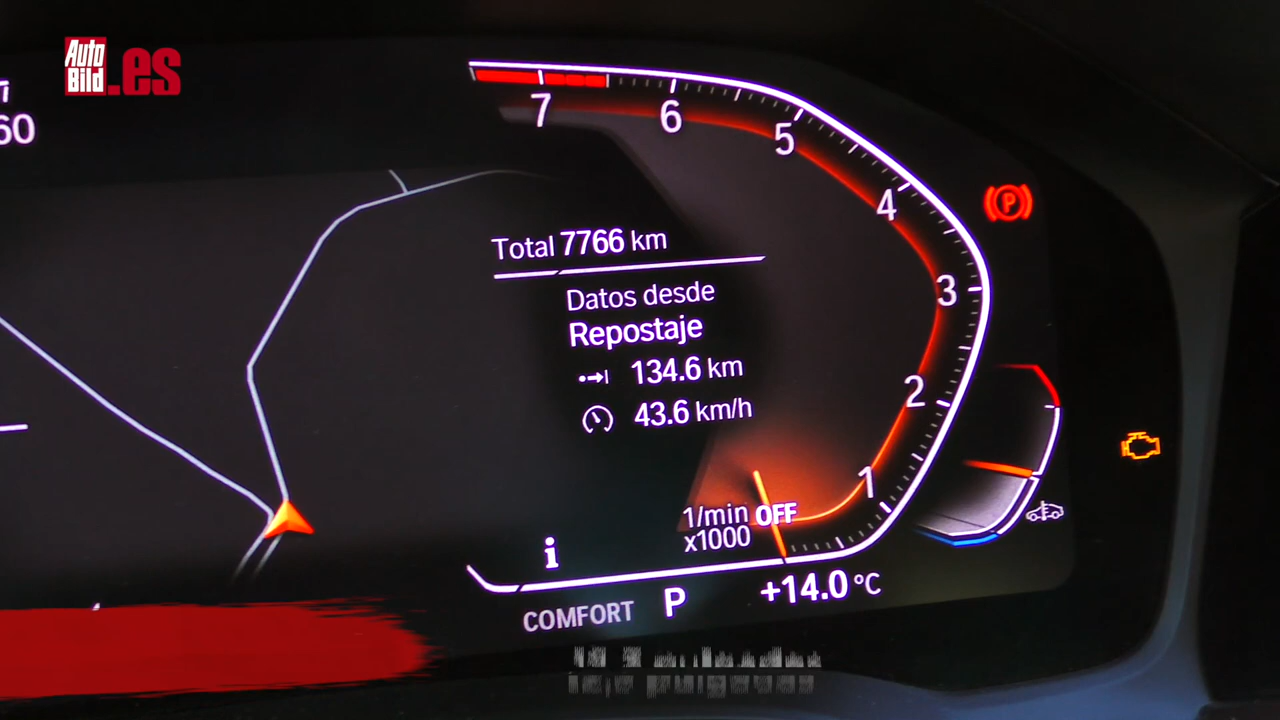 Auto
Bild.es
60
7
6
5
4
3
2
1
P
Total 7766 km
Datos desde
Repostaje
134.6 km
43.6 km/h
1/min OFF
x1000
i
COMFORT P +14.0 °C